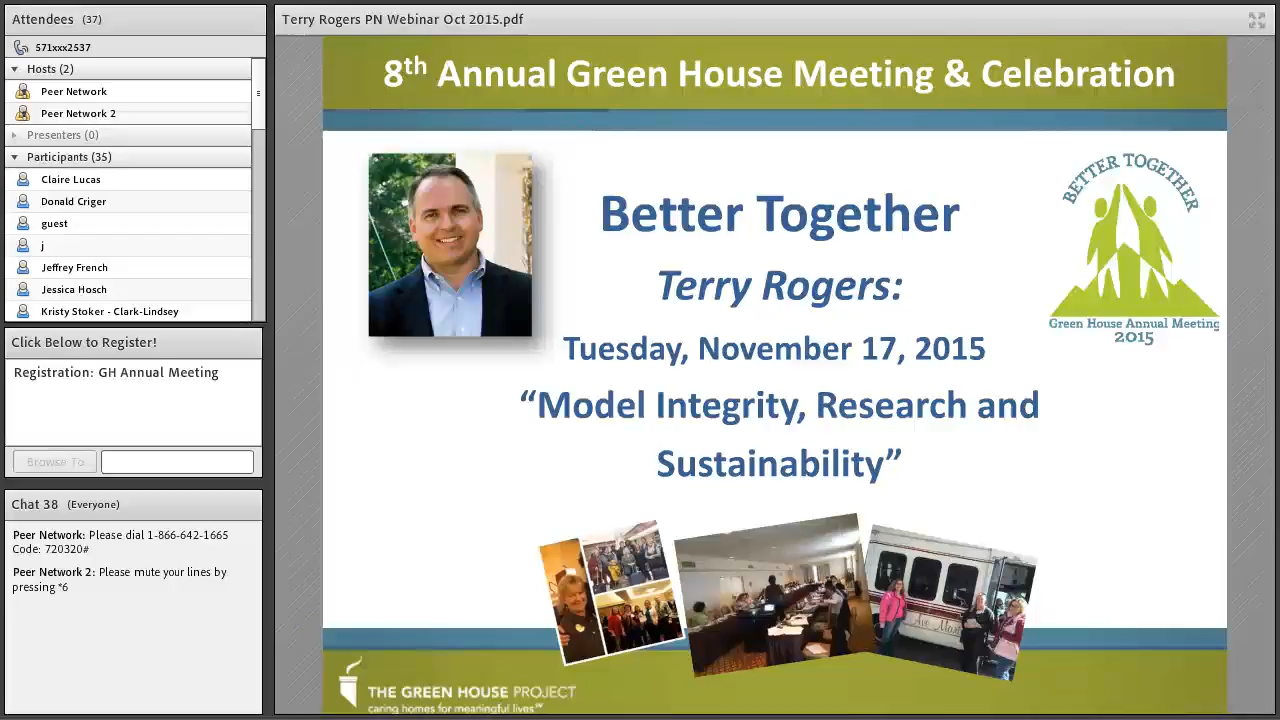 Attendees (37)
571xxx2537
Hosts (2)
Peer Network
Peer Network 2
Presenters (0)
Participants (35)
Claire Lucas
Donald Criger
guest
j
Jeffrey French
Jessica Hosch
Kristy Stoker - Clark-Lindsey
Click Below to Register!
Registration: GH Annual Meeting
Browse To
Chat 38 (Everyone)
Peer Network: Please dial 1-866-642-1665
Code: 720320#
Peer Network 2: Please mute your lines by
pressing *6
Terry Rogers PN Webinar Oct 2015.pdf
8th Annual Green House Meeting & Celebration
BETTER TOGETHER
Green House Annual Meeting
2015
Better Together
Terry Rogers:
Tuesday, November 17, 2015
“Model Integrity, Research and
Sustainability”
THE GREEN HOUSE PROJECT
caring homes for meaningful lives℠